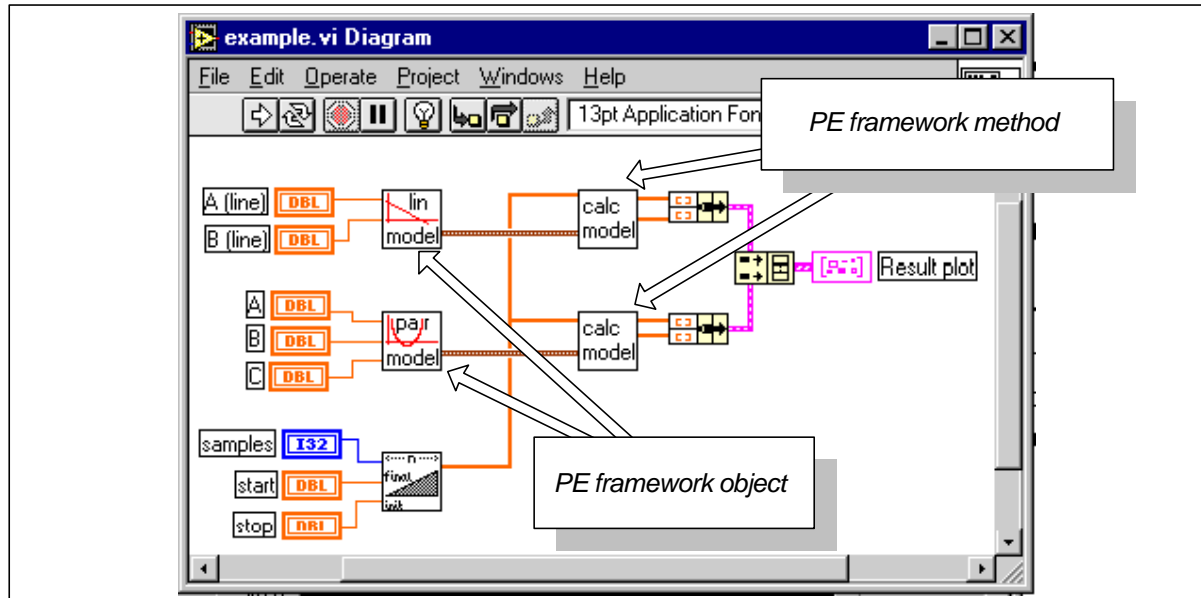 example.vi Diagram
File Edit Operate Project Windows Help
13pt Application Fon
PE framework method
A (line) DBL
lin
model
calc
model
B (line) DBL
Result plot
A DBL
B DBL
C DBL
par
model
calc
model
samples I32
n
final
init
start DBL
stop DBL
PE framework object